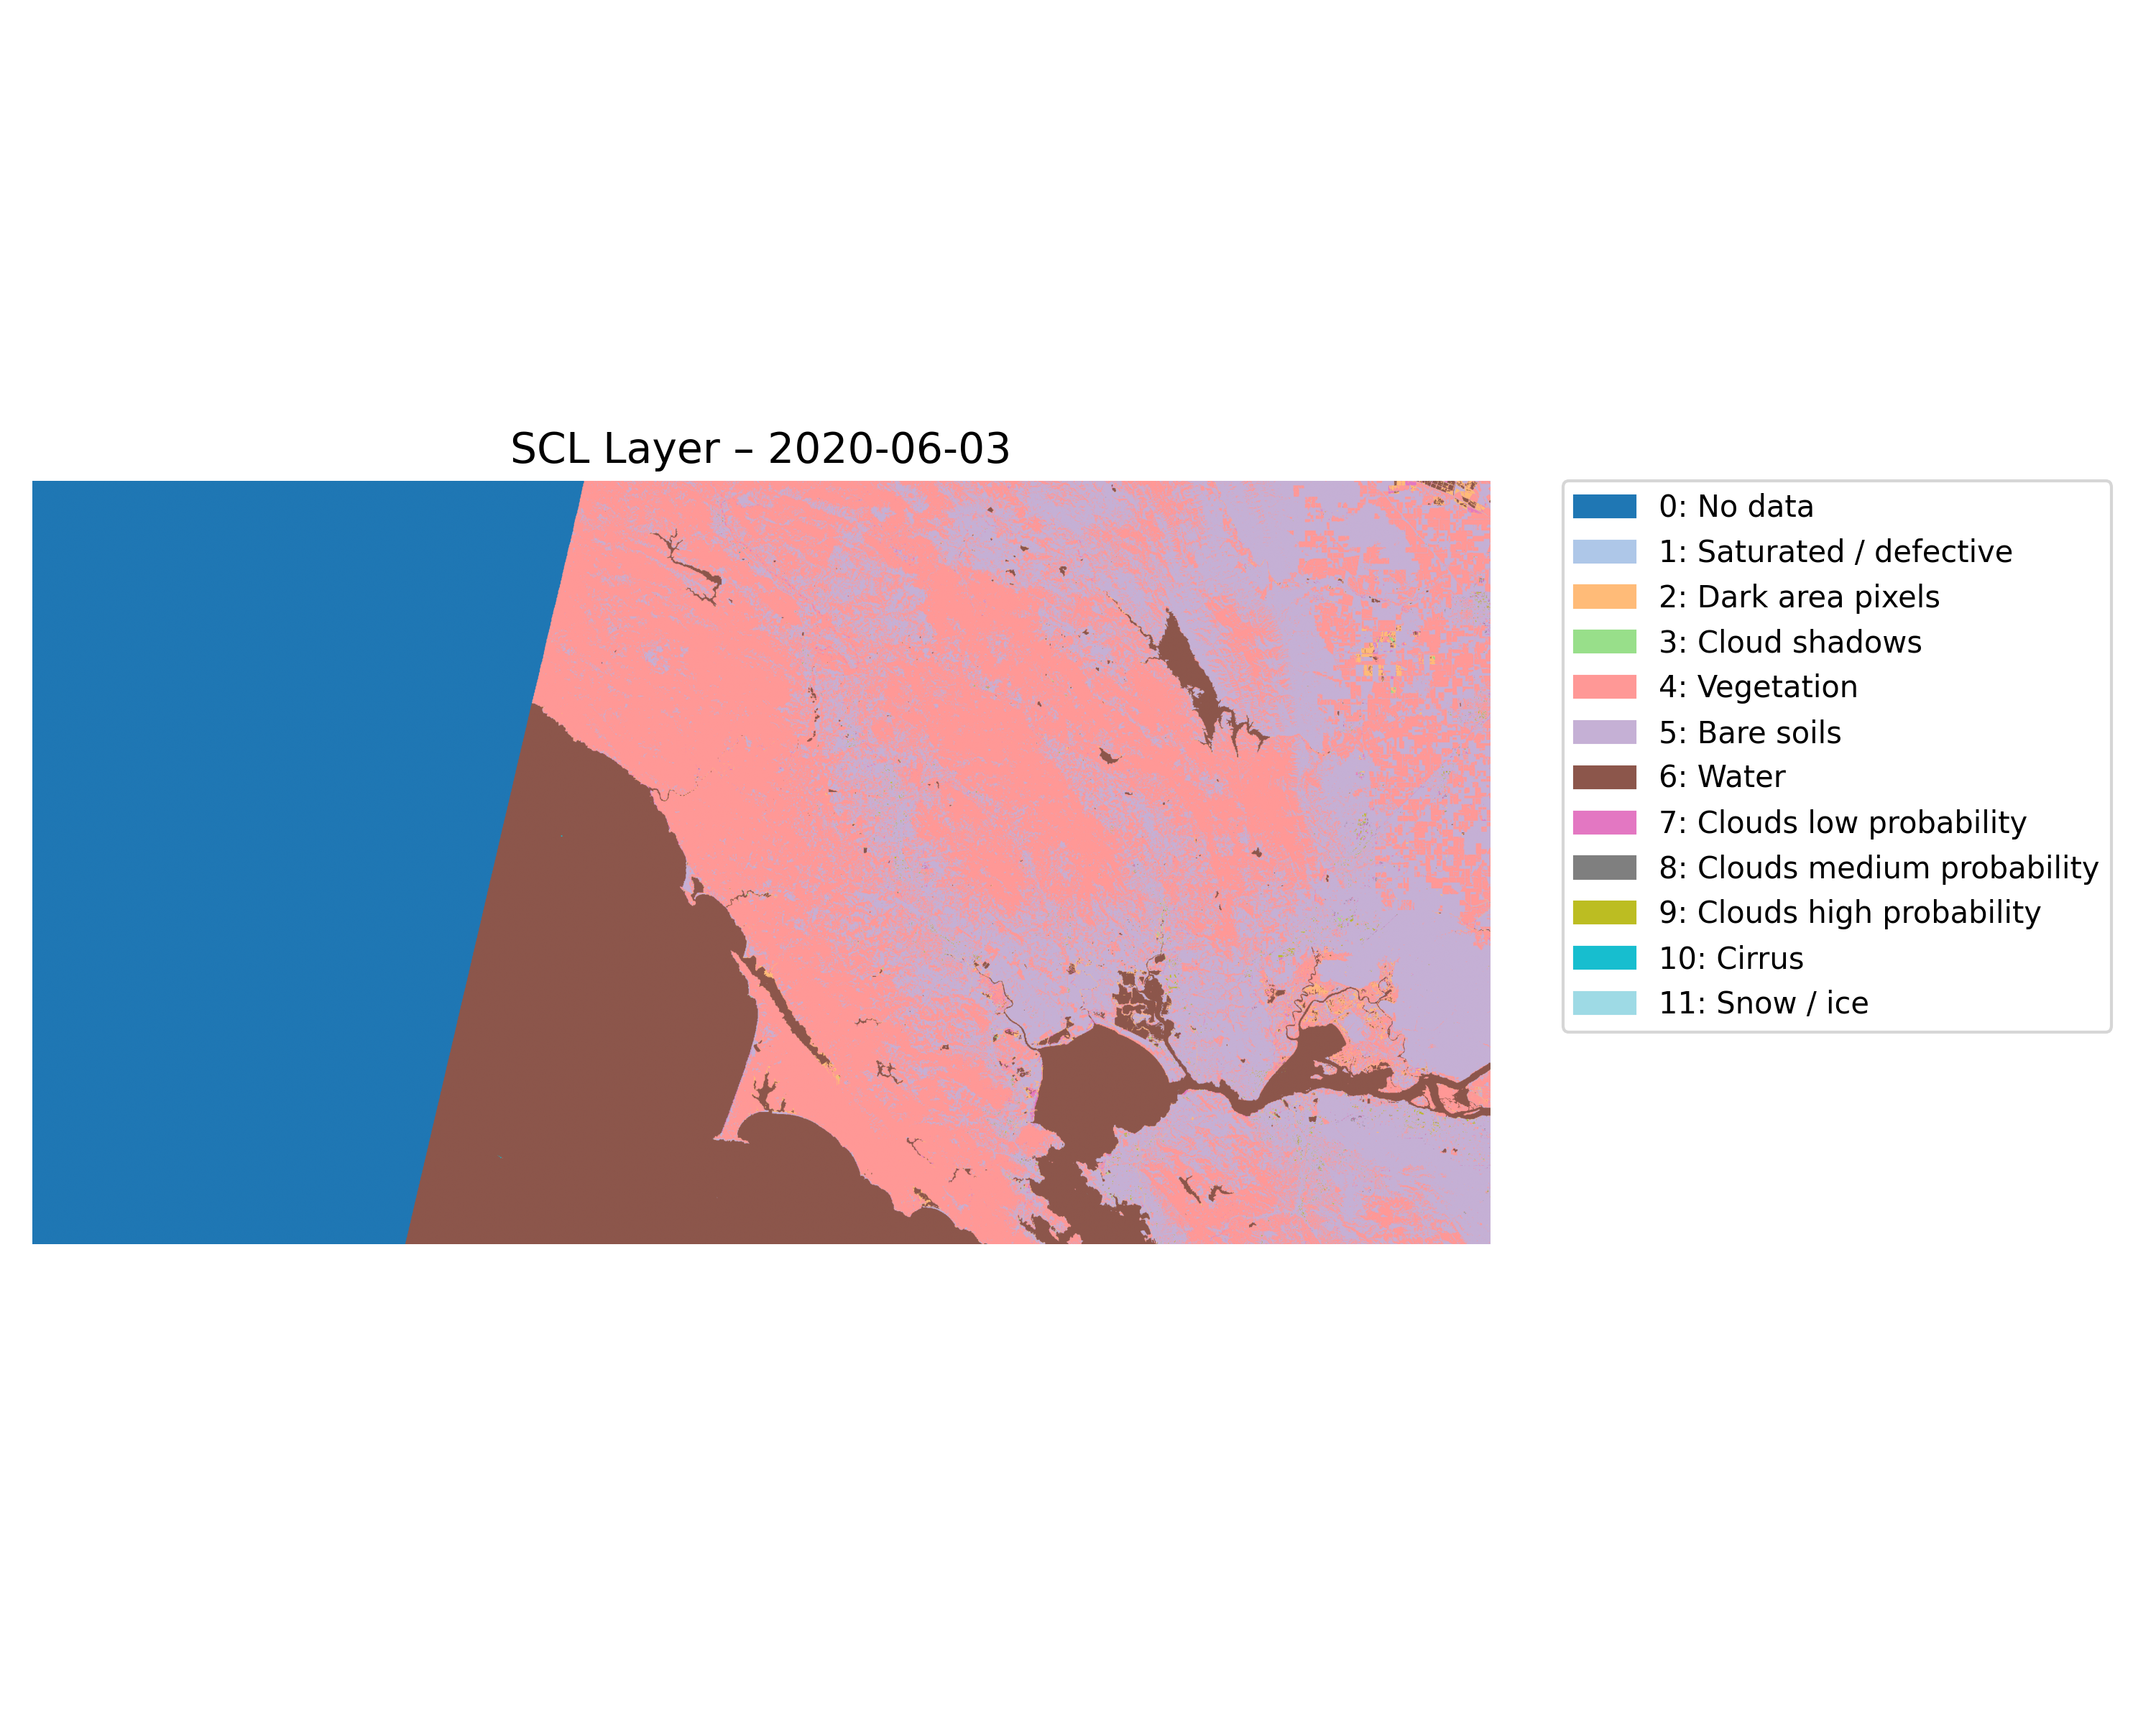 SCL Layer – 2020-06-03
0: No data
1: Saturated / defective
2: Dark area pixels
3: Cloud shadows
4: Vegetation
5: Bare soils
6: Water
7: Clouds low probability
8: Clouds medium probability
9: Clouds high probability
10: Cirrus
11: Snow / ice